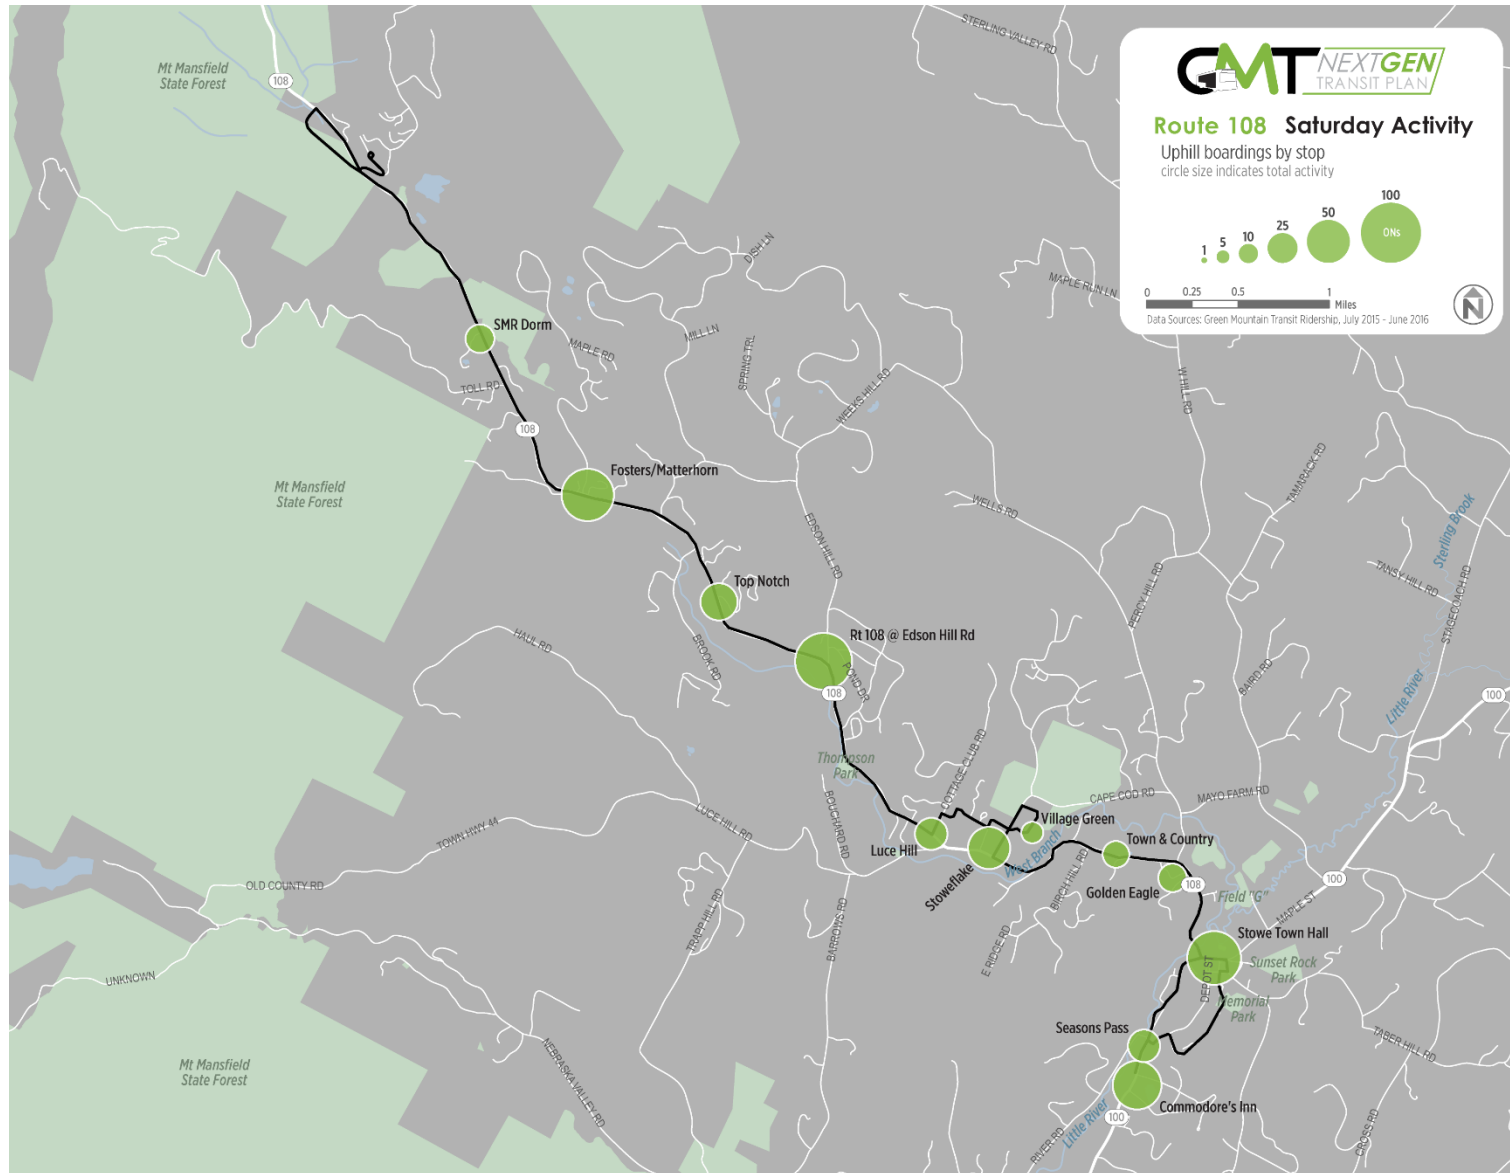 GMT NEXTGEN
TRANSIT PLAN
Route 108 Saturday Activity
Uphill boardings by stop
circle size indicates total activity
1
5
10
25
50
100
ONs
0
0.25
0.5
1
Miles
N
Data Sources: Green Mountain Transit Ridership, July 2015 - June 2016
STERLING VALLEY RD
Mt Mansfield
State Forest
108
DISH LN
MAPLE RUN LN
SMR Dorm
MAPLE RD
MILL LN
SPRING TRL
WEEKS HILL RD
W HILL RD
TOLL RD
108
Fosters/Matterhorn
Mt Mansfield
State Forest
WELLS RD
TAMARACK RD
Sterling Brook
EDSON HILL RD
Top Notch
PERCY HILL RD
TANSY HILL RD
STAGECOACH RD
HAUL RD
BROOK RD
Rt 108 @ Edson Hill Rd
POND DR
108
BAIRD RD
Little River
100
Thompson
Park
COTTAGE CLUB RD
CAPE COD RD
MAYO FARM RD
BOUCHARD RD
LUCE HILL RD
TOWN HWY 44
Village Green
Luce Hill
West Branch
Town & Country
Stoweflake
BIRCH HILL RD
Golden Eagle
108
100
OLD COUNTY RD
Field "G"
MAPLE ST
TRAPP HILL RD
BARROWS RD
E RIDGE RD
Stowe Town Hall
DEPOT ST
Sunset Rock
Park
UNKNOWN
Memorial
Park
Seasons Pass
TABER HILL RD
Mt Mansfield
State Forest
NEBRASKA VALLEY RD
Commodore's Inn
Little River
100
RIVER RD
CROSS RD